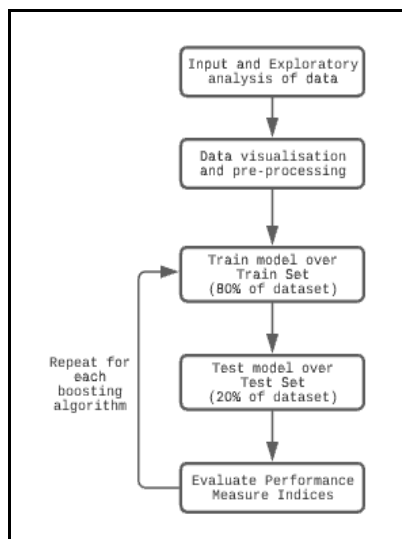 Input and Exploratory
analysis of data
Data visualisation
and pre-processing
Train model over
Train Set
(80% of dataset)
Repeat for
each
boosting
algorithm
Test model over
Test Set
(20% of dataset)
Evaluate Performance
Measure Indices